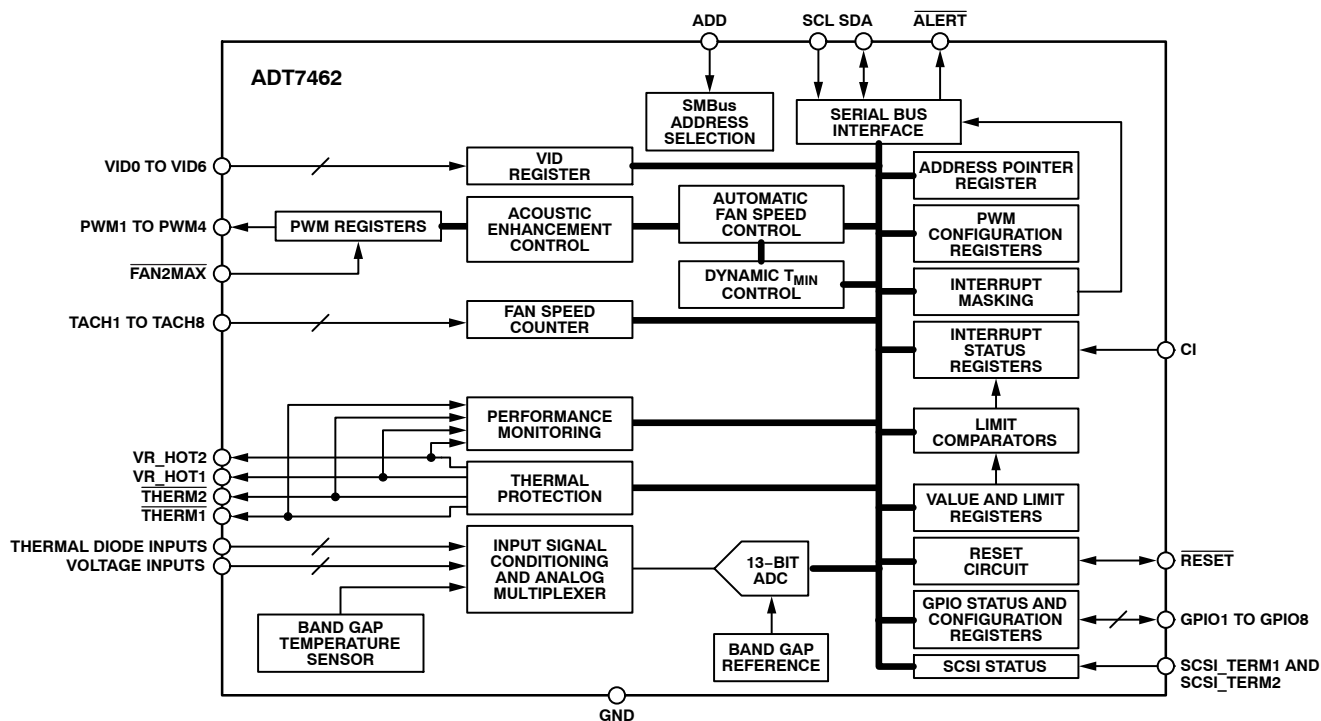 ADD
SCL SDA
ALERT
ADT7462
SMBus
ADDRESS
SELECTION
SERIAL BUS
INTERFACE
VID0 TO VID6
VID
REGISTER
ADDRESS POINTER
REGISTER
PWM1 TO PWM4
PWM REGISTERS
ACOUSTIC
ENHANCEMENT
CONTROL
AUTOMATIC
FAN SPEED
CONTROL
PWM
CONFIGURATION
REGISTERS
FAN2MAX
DYNAMIC TMIN
CONTROL
INTERRUPT
MASKING
TACH1 TO TACH8
FAN SPEED
COUNTER
INTERRUPT
STATUS
REGISTERS
CI
PERFORMANCE
MONITORING
LIMIT
COMPARATORS
VR_HOT2
VR_HOT1
THERM2
THERM1
THERMAL
PROTECTION
VALUE AND LIMIT
REGISTERS
THERMAL DIODE INPUTS
VOLTAGE INPUTS
INPUT SIGNAL
CONDITIONING
AND ANALOG
MULTIPLEXER
13−BIT
ADC
RESET
CIRCUIT
RESET
GPIO STATUS AND
CONFIGURATION
REGISTERS
GPIO1 TO GPIO8
BAND GAP
TEMPERATURE
SENSOR
BAND GAP
REFERENCE
SCSI STATUS
SCSI_TERM1 AND
SCSI_TERM2
GND